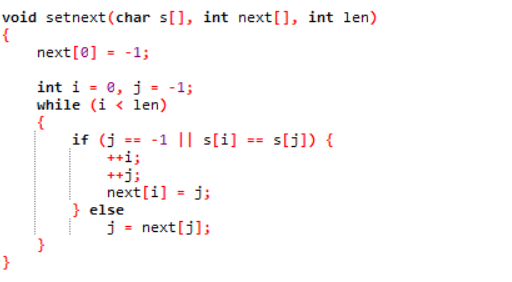 void setnext(char s[], int next[], int len)
{
    next[0] = -1;

    int i = 0, j = -1;
    while (i < len)
    {
        if (j == -1 || s[i] == s[j]) {
            ++i;
            ++j;
            next[i] = j;
        } else
            j = next[j];
    }
}